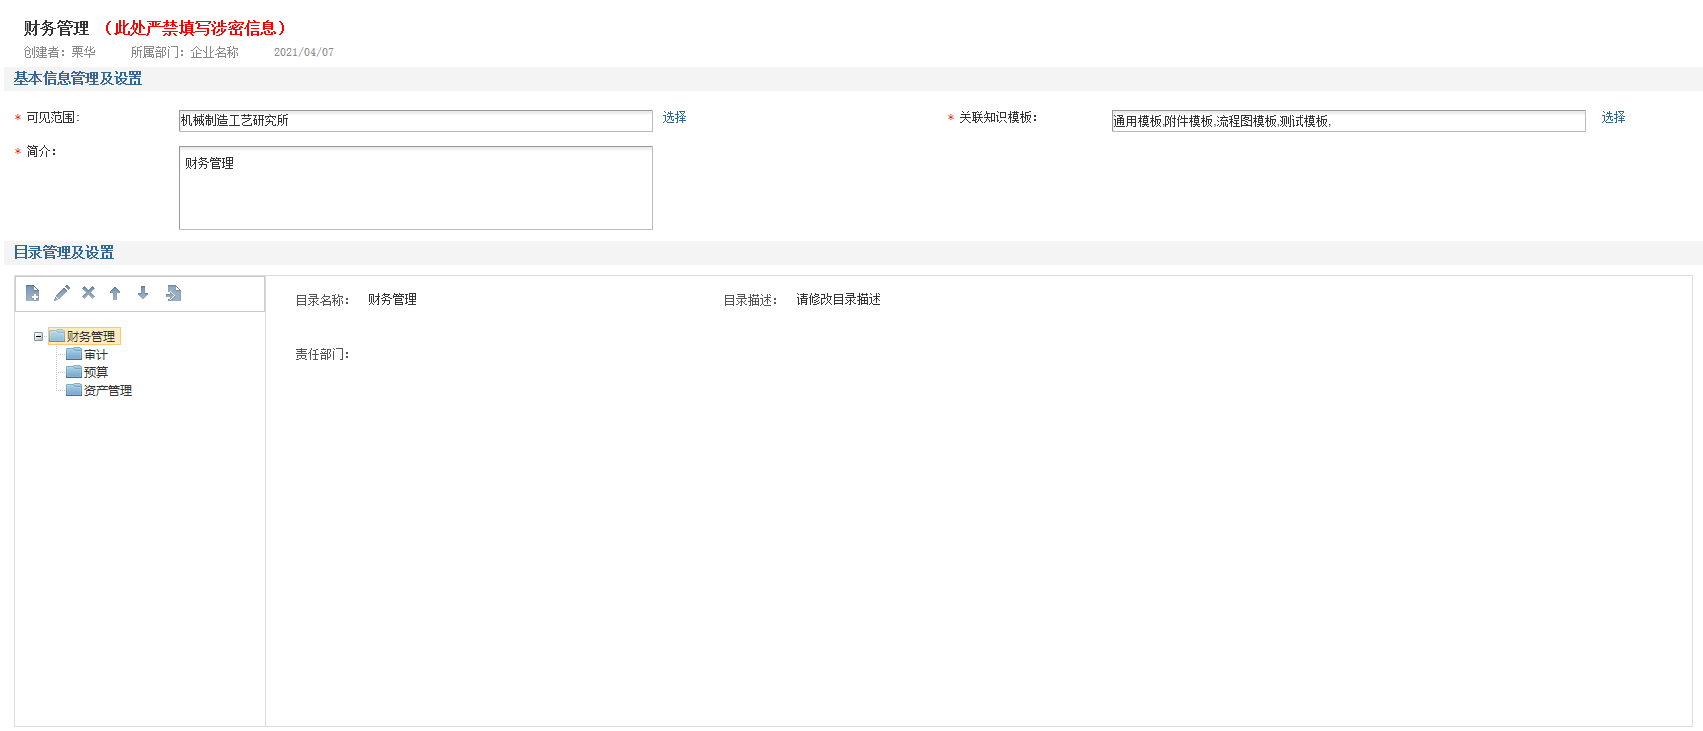 财务管理 （此处严禁填写涉密信息）
创建者：栗华 所属部门：企业名称 2021/04/07
基本信息管理及设置
* 可见范围： 机械制造工艺研究所 选择 * 关联知识模板： 通用模板,附件模板,流程图模板,测试模板, 选择
* 简介： 财务管理
目录管理及设置
目录名称： 财务管理 目录描述： 请修改目录描述
责任部门：
财务管理
审计
预算
资产管理